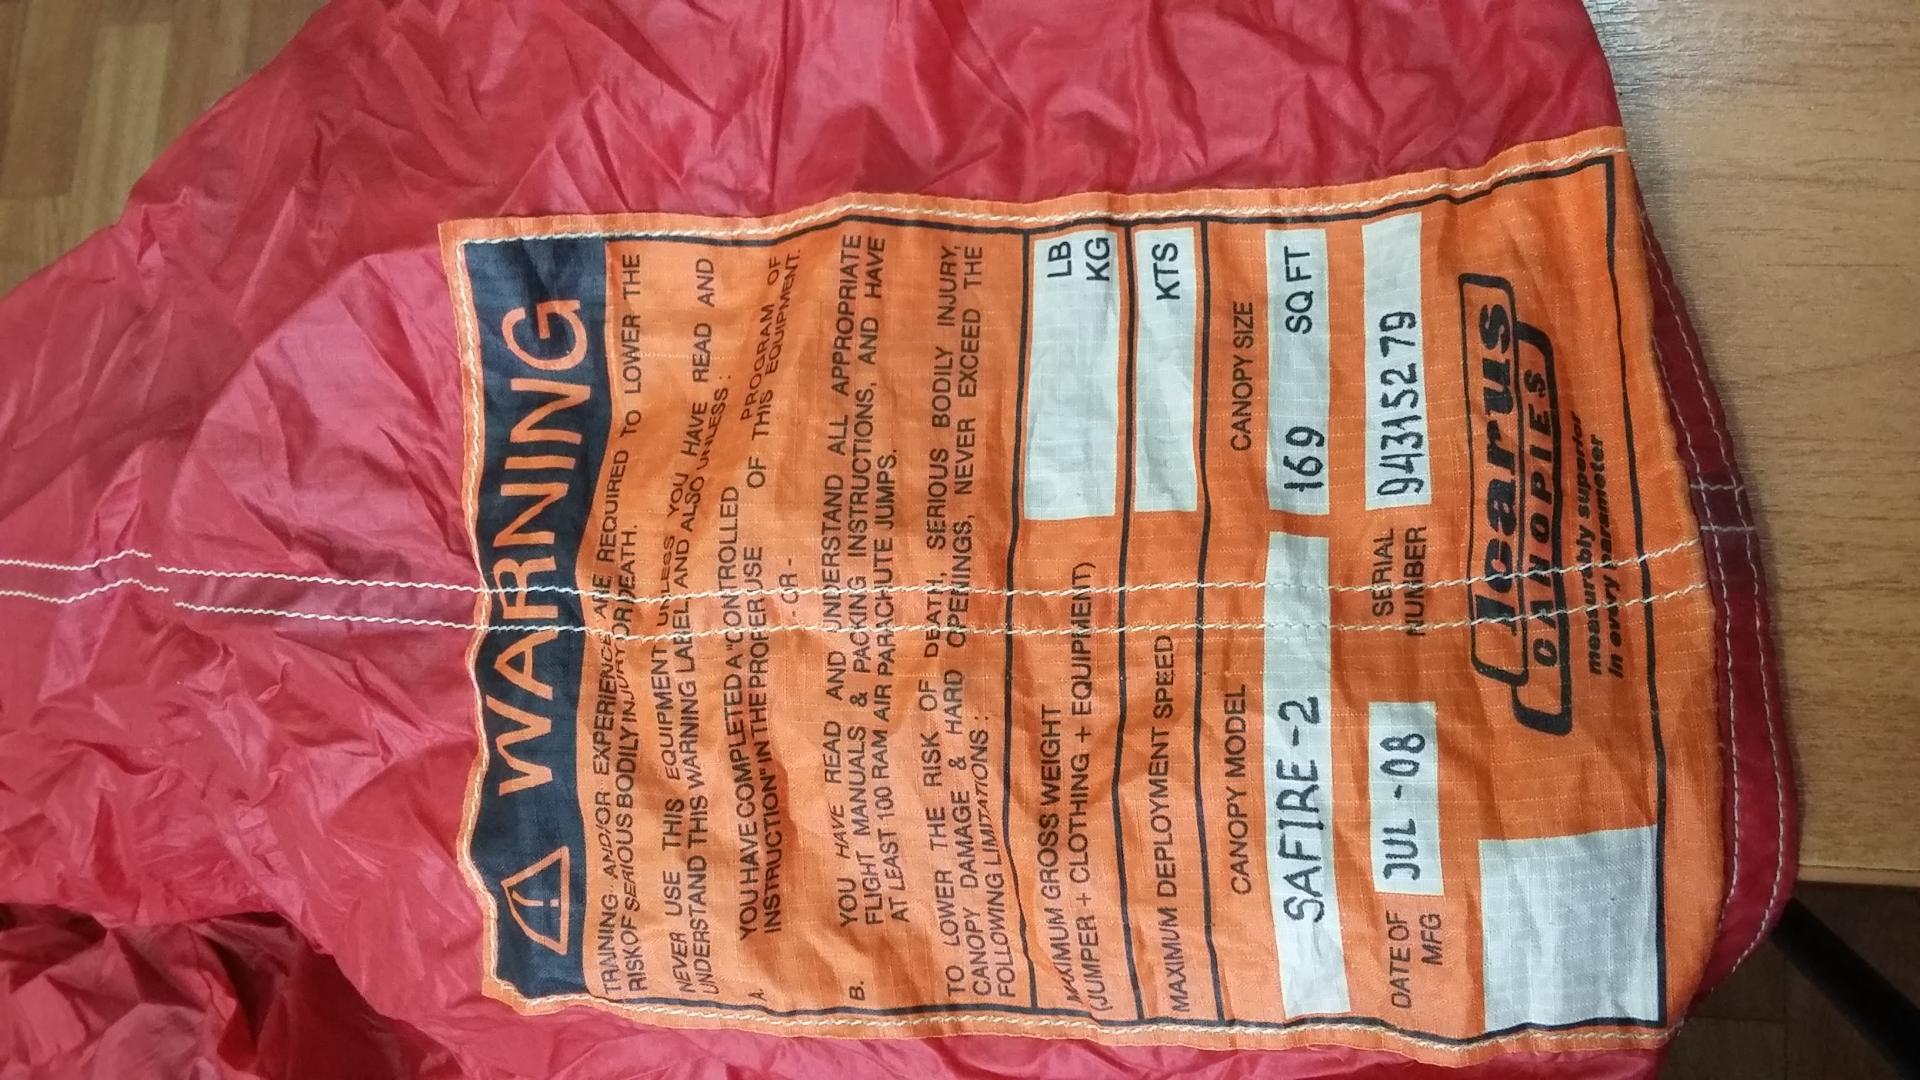 WARNING
TRAINING AND/OR EXPERIENCE ARE REQUIRED TO LOWER THE
RISK OF SERIOUS BODILY INJURY OR DEATH.
NEVER USE THIS EQUIPMENT UNLESS YOU HAVE READ AND
UNDERSTAND THIS WARNING LABEL AND ALSO UNLESS :
A. YOU HAVE COMPLETED A "CONTROLLED PROGRAM OF
INSTRUCTION" IN THE PROPER USE OF THIS EQUIPMENT.
- OR -
B. YOU HAVE READ AND UNDERSTAND ALL APPROPRIATE
FLIGHT MANUALS & PACKING INSTRUCTIONS, AND HAVE
AT LEAST 100 RAM AIR PARACHUTE JUMPS.
TO LOWER THE RISK OF DEATH, SERIOUS BODILY INJURY,
CANOPY DAMAGE & HARD OPENINGS, NEVER EXCEED THE
FOLLOWING LIMITATIONS :
MAXIMUM GROSS WEIGHT LB
(JUMPER + CLOTHING + EQUIPMENT) KG
MAXIMUM DEPLOYMENT SPEED KTS
CANOPY MODEL CANOPY SIZE
SAFIRE-2 169 SQ FT
DATE OF MFG JUL-08 SERIAL NUMBER 94315279
Icarus
CANOPIES
measurably superior
in every parameter